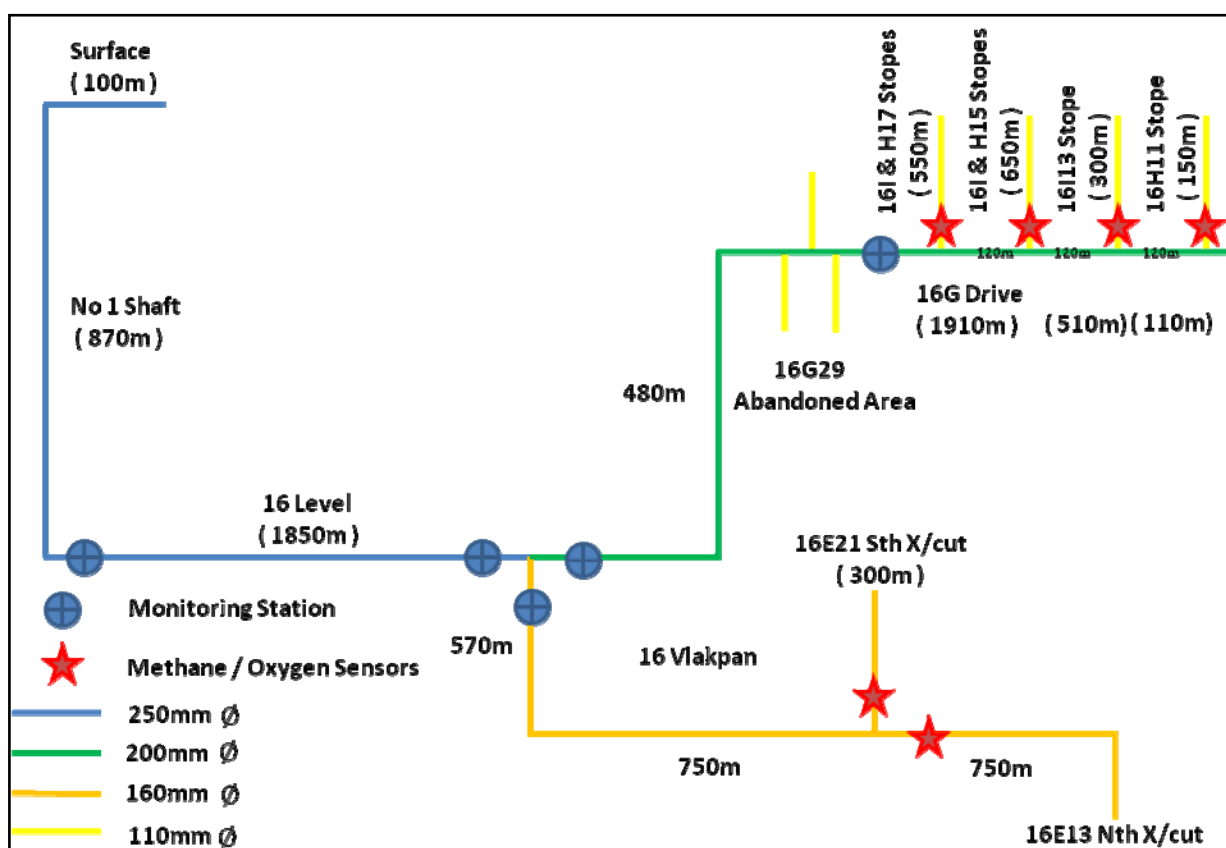 Surface
( 100m)
16I & H17 Stopes
(550m)
16I & H15 Stopes
( 650m)
16I13 Stope
( 300m)
16H11 Stope
( 150m)
120m
120m
120m
No 1 Shaft
( 870m)
16G Drive
( 1910m)
(510m)
(110m)
16G29
Abandoned Area
480m
16 Level
( 1850m)
16E21 Sth X/cut
( 300m)
Monitoring Station
570m
16 Vlakpan
Methane / Oxygen Sensors
250mm Ø
200mm Ø
750m
750m
160mm Ø
110mm Ø
16E13 Nth X/cut